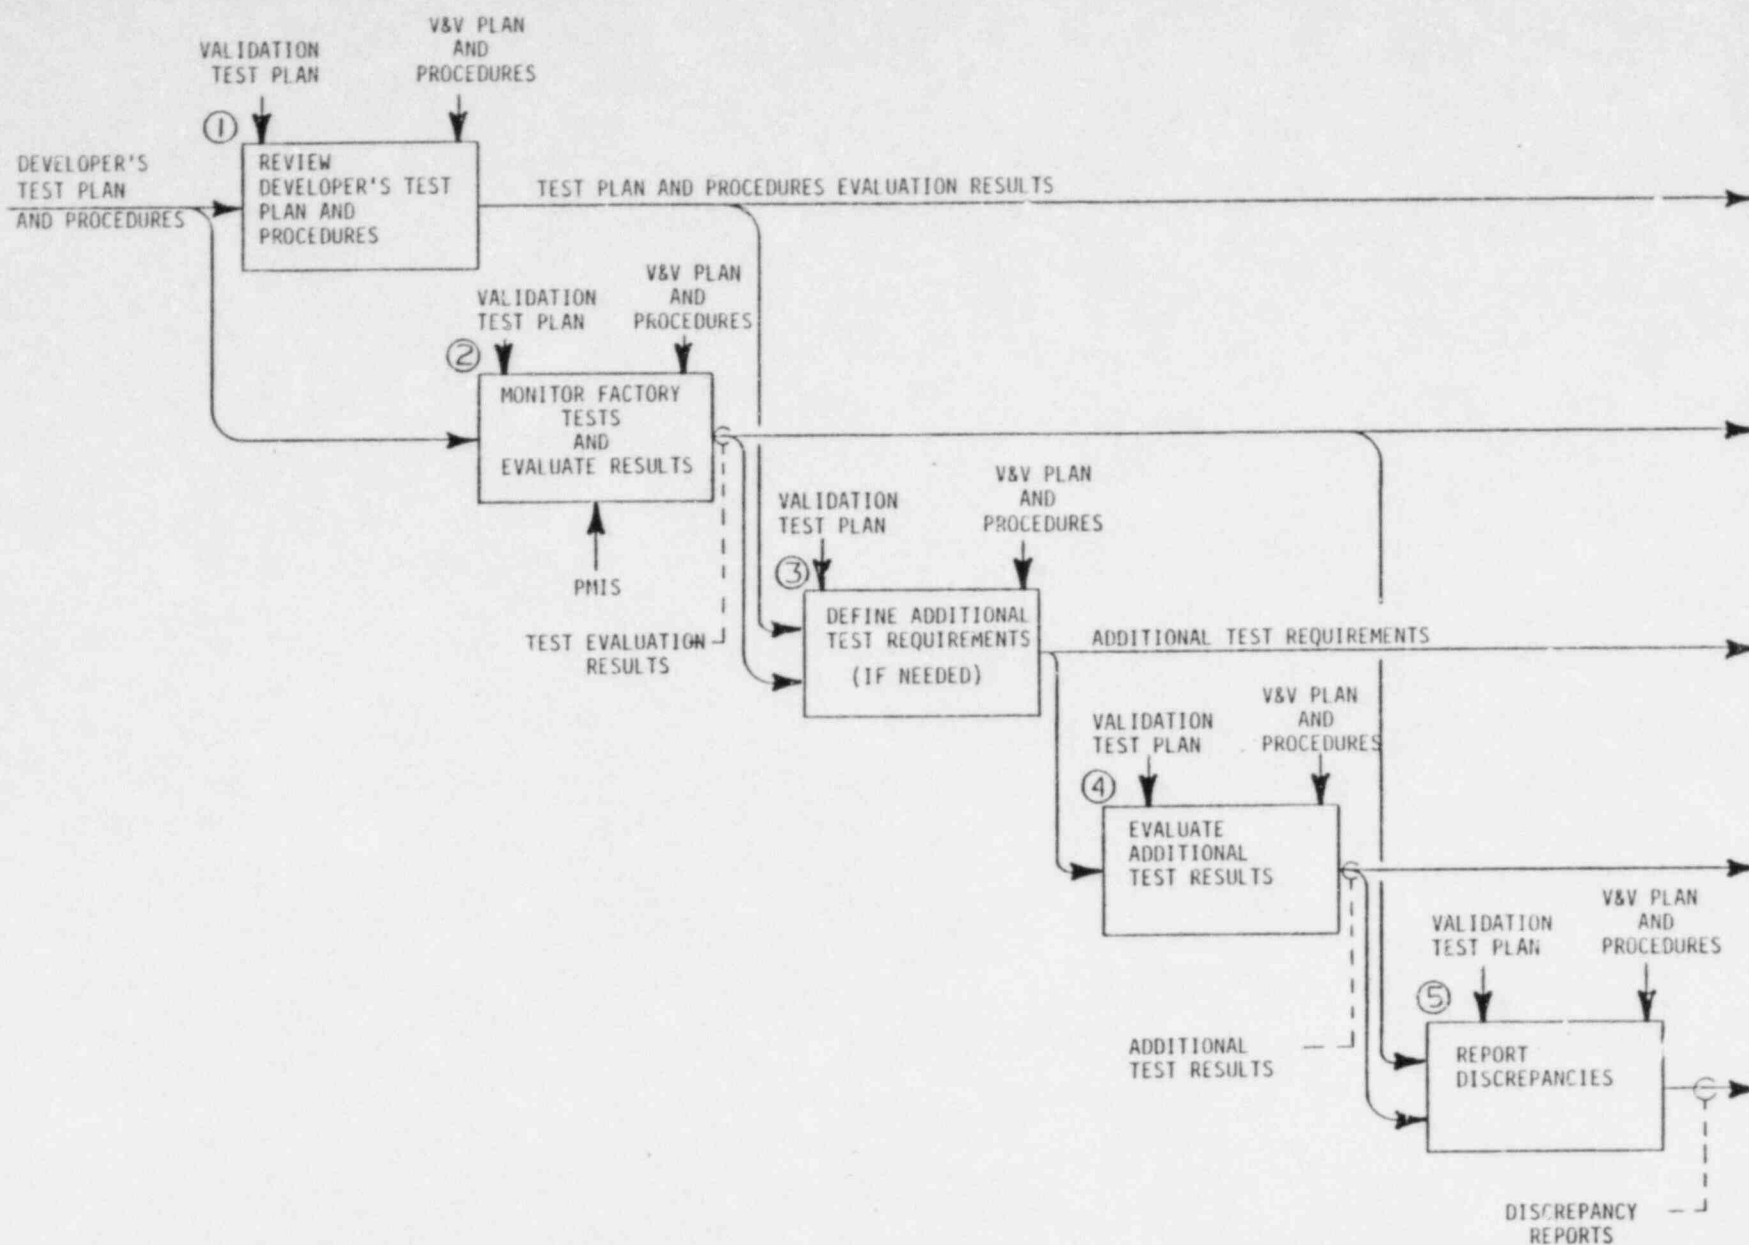 V&V PLAN
AND
PROCEDURES
VALIDATION
TEST PLAN
①
DEVELOPER'S
TEST PLAN
AND PROCEDURES
REVIEW
DEVELOPER'S TEST
PLAN AND
PROCEDURES
TEST PLAN AND PROCEDURES EVALUATION RESULTS
V&V PLAN
AND
PROCEDURES
VALIDATION
TEST PLAN
②
MONITOR FACTORY
TESTS
AND
EVALUATE RESULTS
PMIS
TEST EVALUATION
RESULTS
V&V PLAN
AND
PROCEDURES
VALIDATION
TEST PLAN
③
DEFINE ADDITIONAL
TEST REQUIREMENTS
(IF NEEDED)
ADDITIONAL TEST REQUIREMENTS
V&V PLAN
AND
PROCEDURES
VALIDATION
TEST PLAN
④
EVALUATE
ADDITIONAL
TEST RESULTS
ADDITIONAL
TEST RESULTS
V&V PLAN
AND
PROCEDURES
VALIDATION
TEST PLAN
⑤
REPORT
DISCREPANCIES
DISCREPANCY
REPORTS